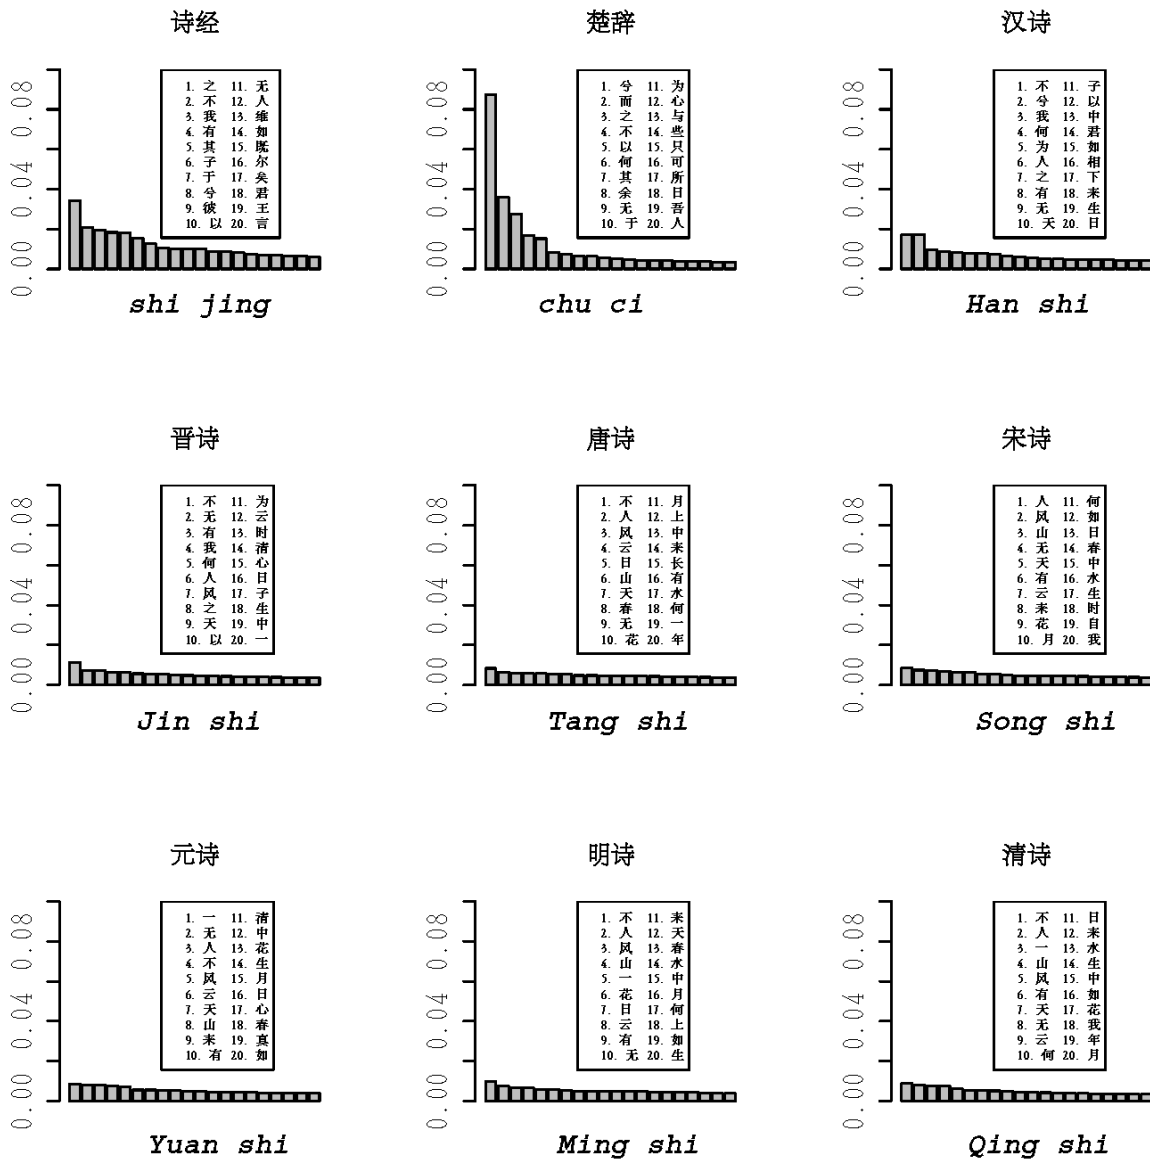 诗经
0.00 0.04 0.08
1. 之 11. 无
2. 不 12. 人
3. 我 13. 维
4. 有 14. 如
5. 其 15. 既
6. 子 16. 尔
7. 于 17. 矣
8. 兮 18. 君
9. 彼 19. 王
10. 以 20. 言
shi jing
楚辞
0.00 0.04 0.08
1. 兮 11. 为
2. 而 12. 心
3. 之 13. 与
4. 不 14. 些
5. 以 15. 只
6. 何 16. 可
7. 其 17. 所
8. 余 18. 日
9. 无 19. 吾
10. 于 20. 人
chu ci
汉诗
0.00 0.04 0.08
1. 不 11. 子
2. 兮 12. 以
3. 我 13. 中
4. 何 14. 君
5. 为 15. 如
6. 人 16. 相
7. 之 17. 下
8. 有 18. 来
9. 无 19. 生
10. 天 20. 日
Han shi
晋诗
0.00 0.04 0.08
1. 不 11. 为
2. 无 12. 云
3. 有 13. 时
4. 我 14. 清
5. 何 15. 心
6. 人 16. 日
7. 风 17. 子
8. 之 18. 生
9. 天 19. 中
10. 以 20. 一
Jin shi
唐诗
0.00 0.04 0.08
1. 不 11. 月
2. 人 12. 上
3. 风 13. 中
4. 云 14. 来
5. 日 15. 长
6. 山 16. 有
7. 天 17. 水
8. 春 18. 何
9. 无 19. 一
10. 花 20. 年
Tang shi
宋诗
0.00 0.04 0.08
1. 人 11. 何
2. 风 12. 如
3. 山 13. 日
4. 无 14. 春
5. 天 15. 中
6. 有 16. 水
7. 云 17. 生
8. 来 18. 时
9. 花 19. 自
10. 月 20. 我
Song shi
元诗
0.00 0.04 0.08
1. 一 11. 清
2. 无 12. 中
3. 人 13. 花
4. 不 14. 生
5. 风 15. 月
6. 云 16. 日
7. 天 17. 心
8. 山 18. 春
9. 来 19. 真
10. 有 20. 如
Yuan shi
明诗
0.00 0.04 0.08
1. 不 11. 来
2. 人 12. 天
3. 风 13. 春
4. 山 14. 水
5. 一 15. 中
6. 花 16. 月
7. 日 17. 何
8. 云 18. 上
9. 有 19. 如
10. 无 20. 生
Ming shi
清诗
0.00 0.04 0.08
1. 不 11. 日
2. 人 12. 来
3. 一 13. 水
4. 山 14. 生
5. 风 15. 中
6. 有 16. 如
7. 天 17. 花
8. 无 18. 我
9. 云 19. 年
10. 何 20. 月
Qing shi